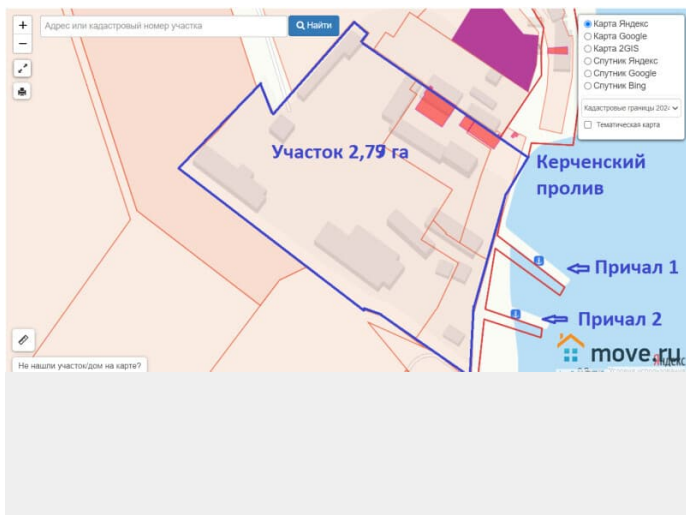 +
Адрес или кадастровый номер участка
Найти
−
Карта Яндекс
Карта Google
Карта 2GIS
Спутник Яндекс
Спутник Google
Спутник Bing
Кадастровые границы 202
Тематическая карта
Участок 2,79 га
Керченский
пролив
Причал 1
Причал 2
move.ru
Яндекс
Не нашли участок/дом на карте?